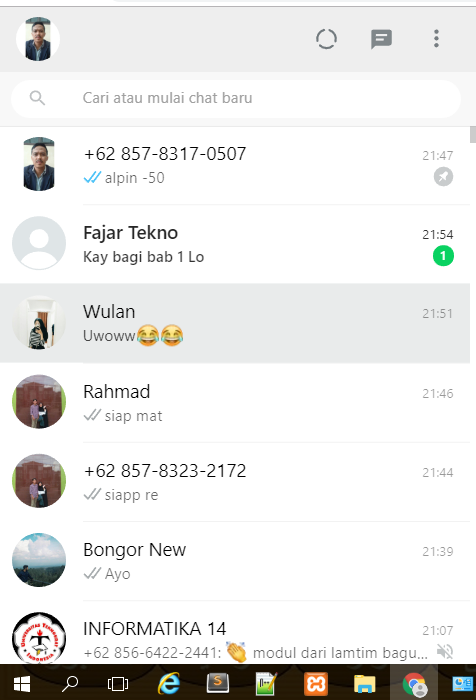 Cari atau mulai chat baru
+62 857-8317-0507 21:47
alpin -50
Fajar Tekno 21:54
Kay bagi bab 1 Lo 1
Wulan 21:51
Uwoww😂😂
Rahmad 21:46
siap mat
+62 857-8323-2172 21:44
siapp re
Bongor New 21:39
Ayo
INFORMATIKA 14 21:07
+62 856-6422-2441: 👏 modul dari lamtim bagu...